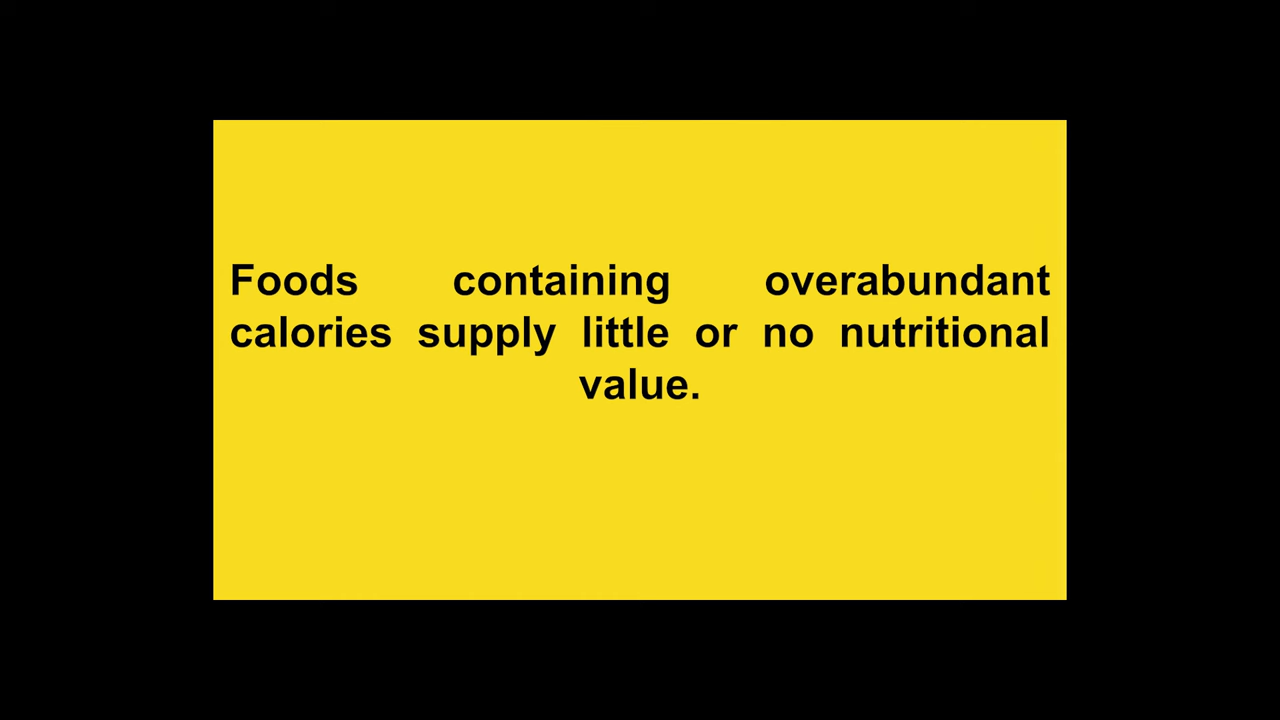 Foods containing overabundant
calories supply little or no nutritional
value.